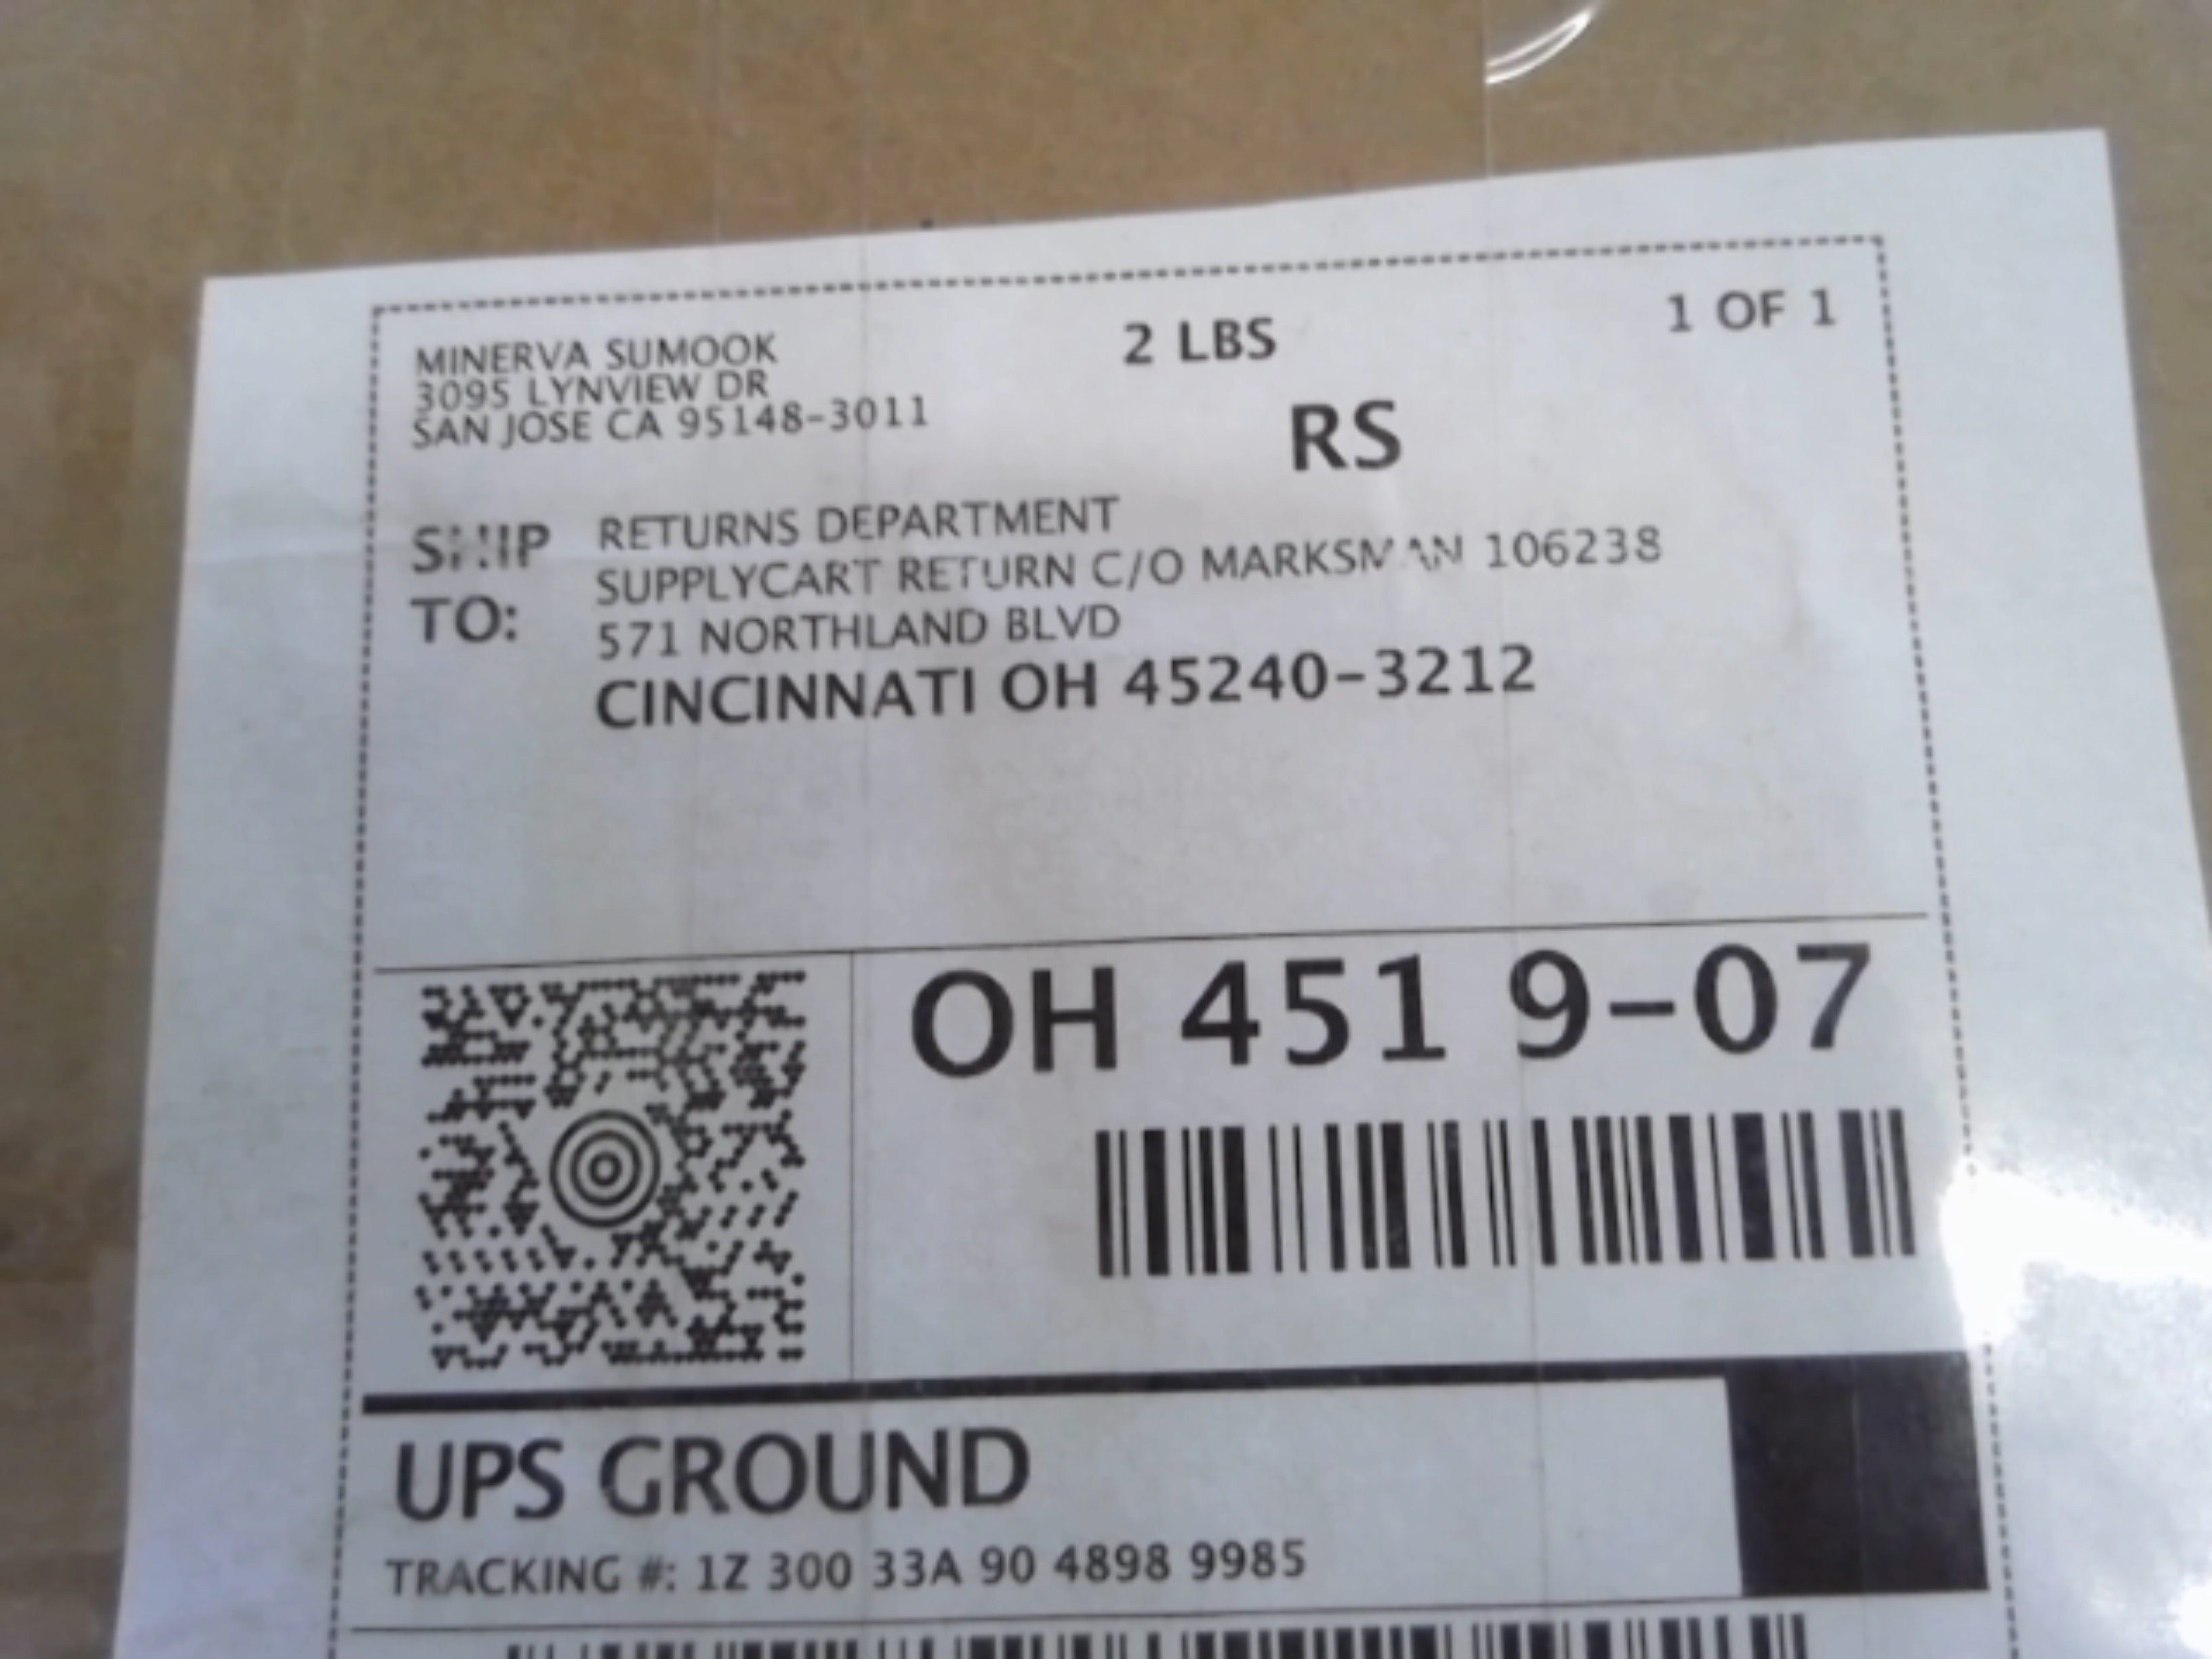 MINERVA SUMOOK
3095 LYNVIEW DR
SAN JOSE CA 95148-3011
2 LBS
1 OF 1
RS
SHIP TO:
RETURNS DEPARTMENT
SUPPLYCART RETURN C/O MARKSMAN 106238
571 NORTHLAND BLVD
CINCINNATI OH 45240-3212
OH 451 9-07
UPS GROUND
TRACKING #: 1Z 300 33A 90 4898 9985